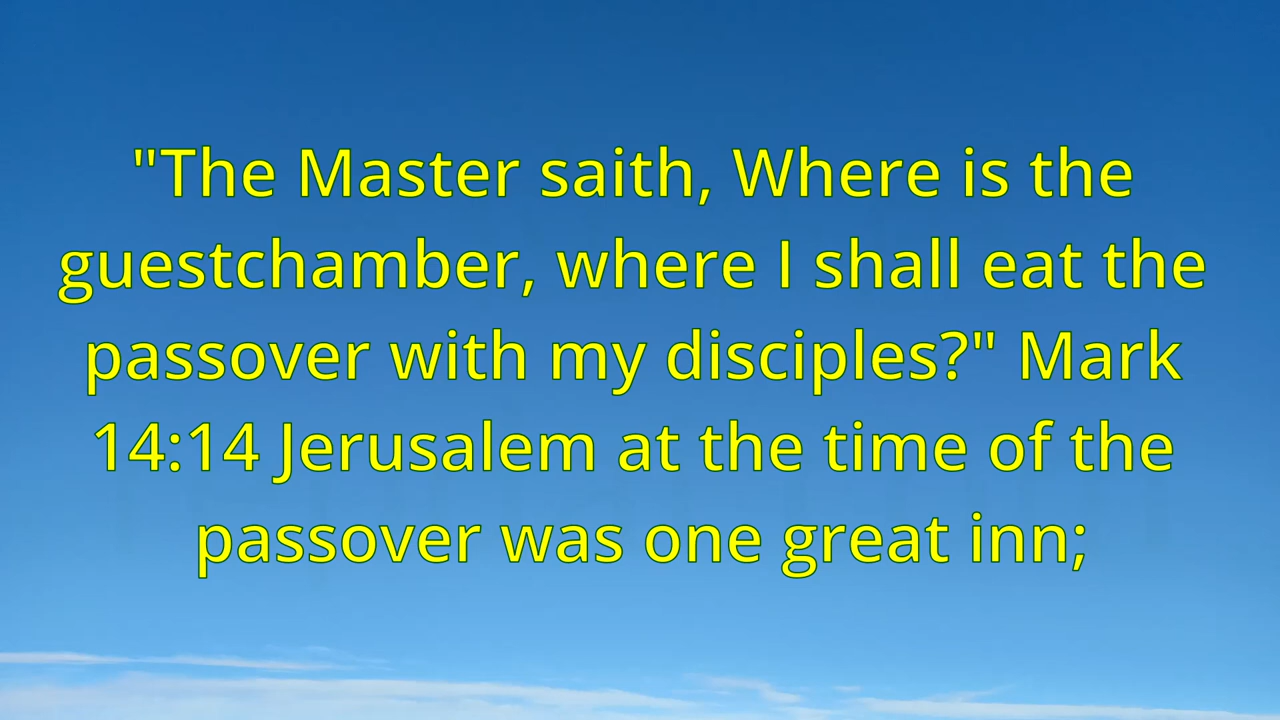 "The Master saith, Where is the
guestchamber, where I shall eat the
passover with my disciples?" Mark
14:14 Jerusalem at the time of the
passover was one great inn;